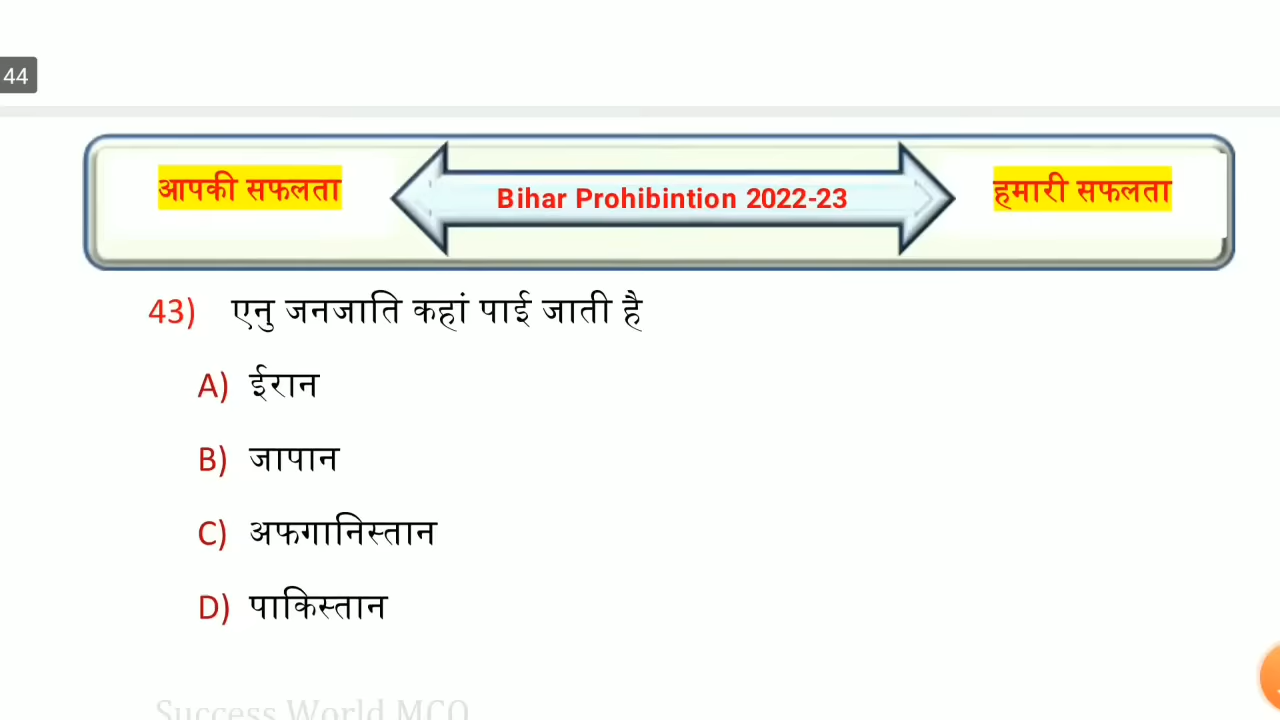 44
आपकी सफलता
Bihar Prohibintion 2022-23
हमारी सफलता
43) एनु जनजाति कहां पाई जाती है
A) ईरान
B) जापान
C) अफगानिस्तान
D) पाकिस्तान
Success World MCQ